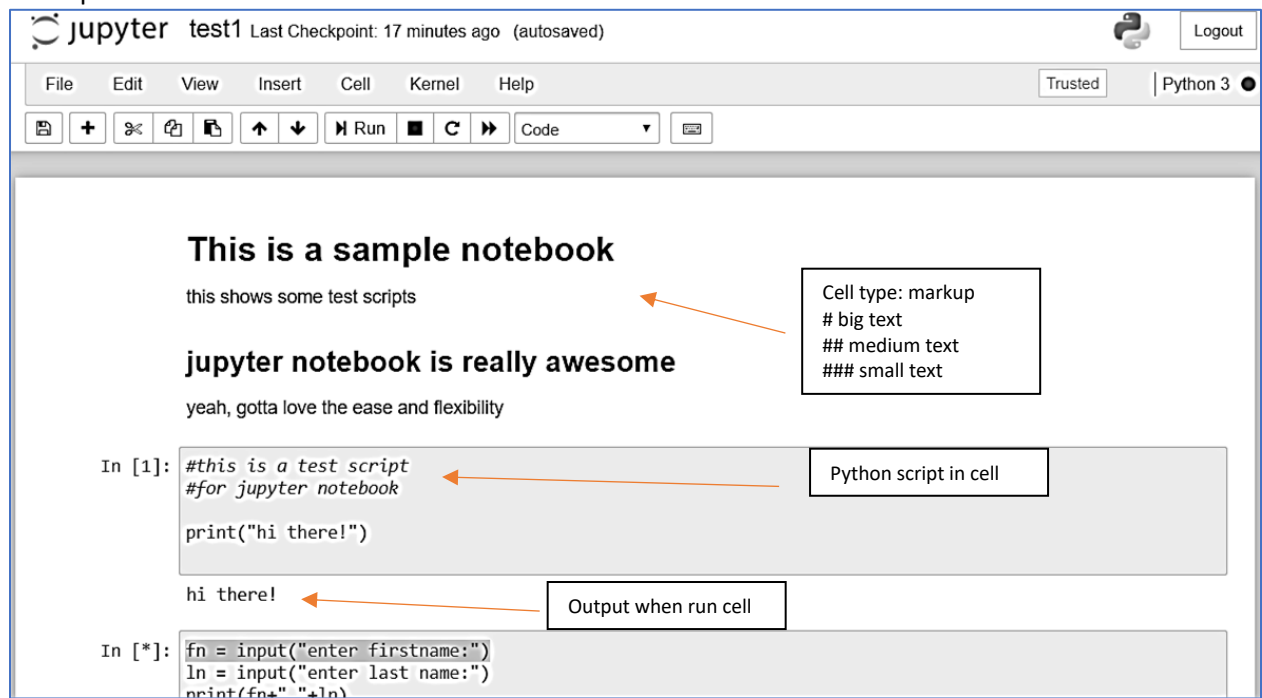 jupyter test1 Last Checkpoint: 17 minutes ago (autosaved) Logout
File Edit View Insert Cell Kernel Help Trusted Python 3
Run Code
This is a sample notebook
this shows some test scripts
Cell type: markup
# big text
## medium text
### small text
jupyter notebook is really awesome
yeah, gotta love the ease and flexibility
In [1]: #this is a test script
#for jupyter notebook
Python script in cell
print("hi there!")
hi there!
Output when run cell
In [*]: fn = input("enter firstname:")
ln = input("enter last name:")
print(fn+" "+ln)